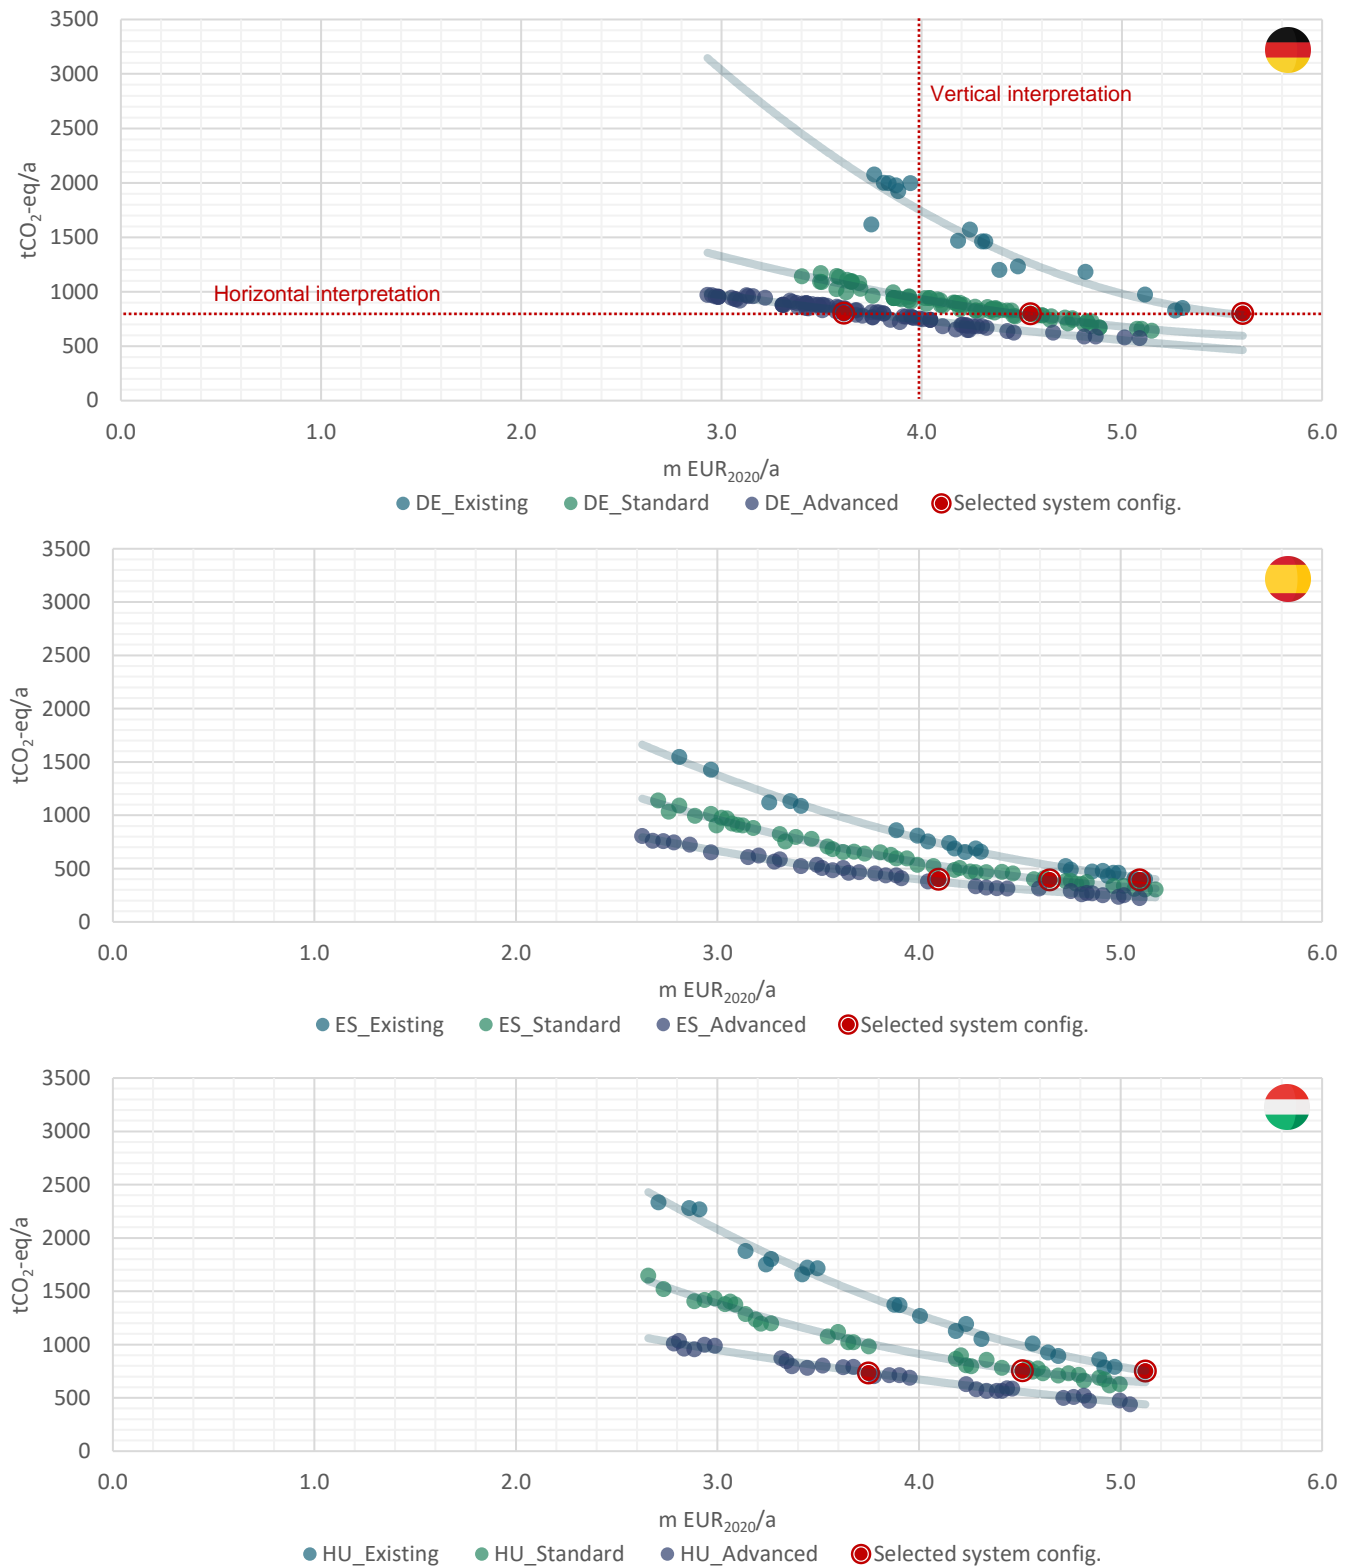 3500
3000
2500
2000
1500
1000
500
0
tCO₂-eq/a
Vertical interpretation
Horizontal interpretation
0.0 1.0 2.0 3.0 4.0 5.0 6.0
m EUR₂₀₂₀/a
DE_Existing DE_Standard DE_Advanced Selected system config.
3500
3000
2500
2000
1500
1000
500
0
tCO₂-eq/a
0.0 1.0 2.0 3.0 4.0 5.0 6.0
m EUR₂₀₂₀/a
ES_Existing ES_Standard ES_Advanced Selected system config.
3500
3000
2500
2000
1500
1000
500
0
tCO₂-eq/a
0.0 1.0 2.0 3.0 4.0 5.0 6.0
m EUR₂₀₂₀/a
HU_Existing HU_Standard HU_Advanced Selected system config.